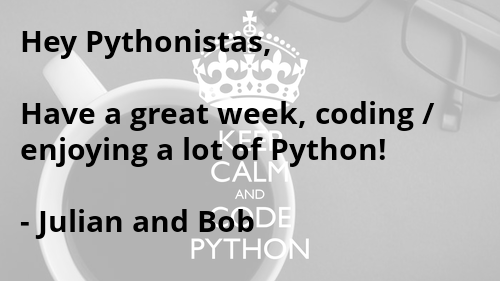 Hey Pythonistas,
Have a great week, coding /
enjoying a lot of Python!
- Julian and Bob
KEEP
CALM
AND
CODE
PYTHON